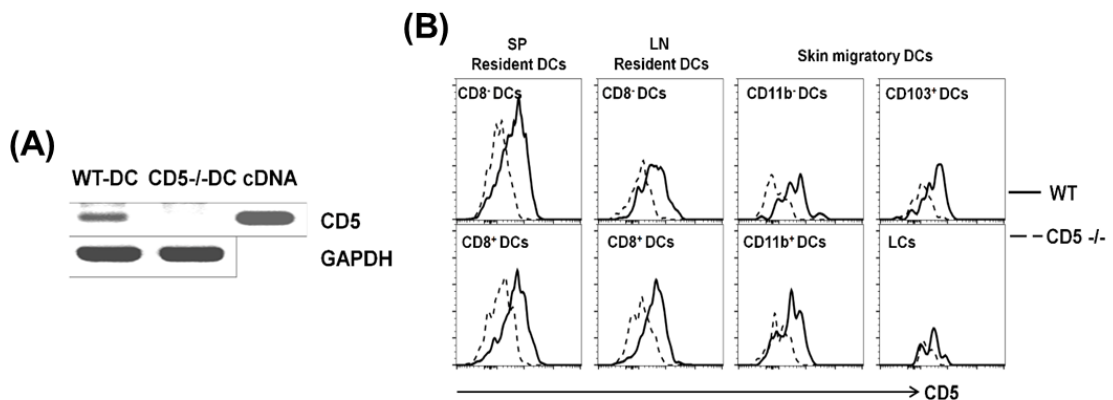 (A)
WT-DC CD5-/-DC cDNA
CD5
GAPDH
(B)
SP
Resident DCs
LN
Resident DCs
Skin migratory DCs
CD8⁻ DCs
CD8⁻ DCs
CD11b⁻ DCs
CD103⁺ DCs
WT
CD5 -/-
CD8⁺ DCs
CD8⁺ DCs
CD11b⁺ DCs
LCs
CD5